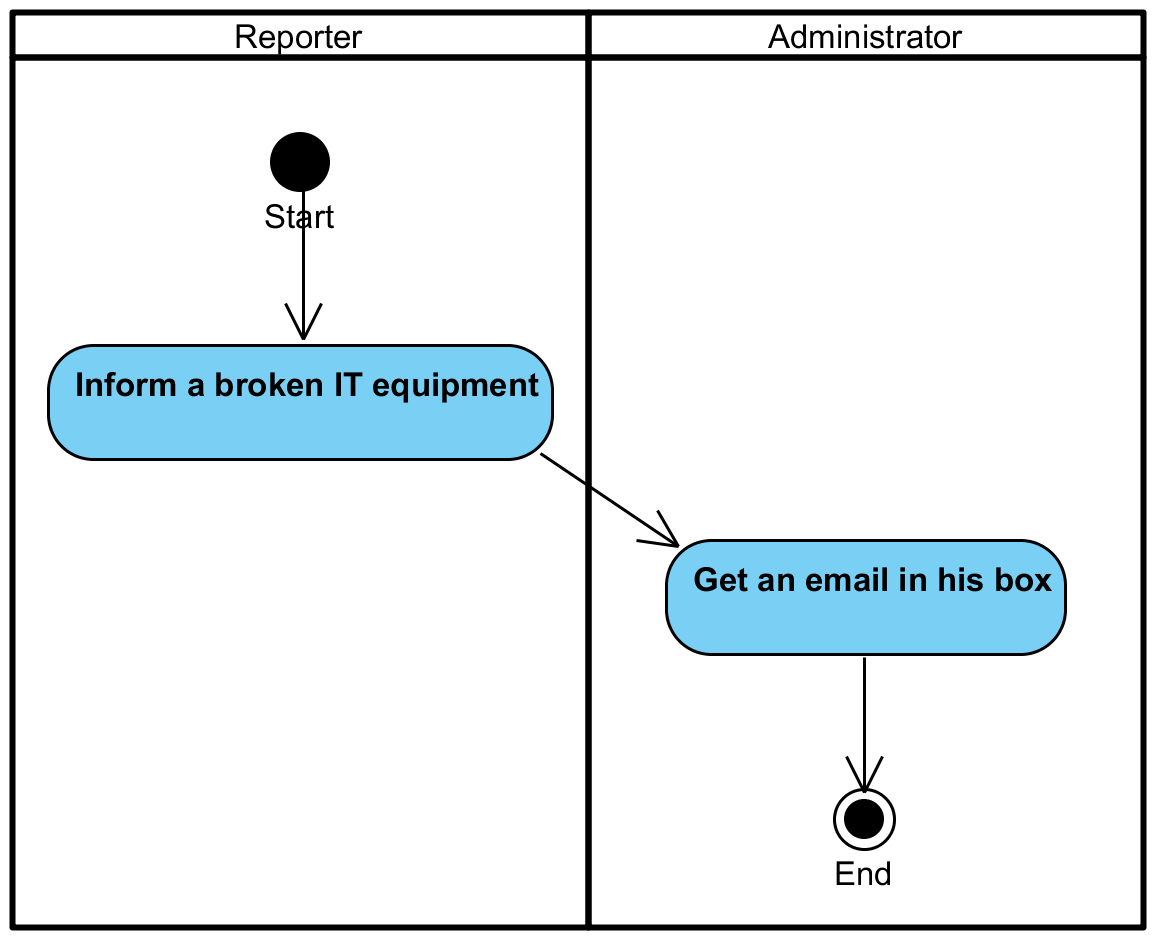 Reporter
Administrator
Start
Inform a broken IT equipment
Get an email in his box
End